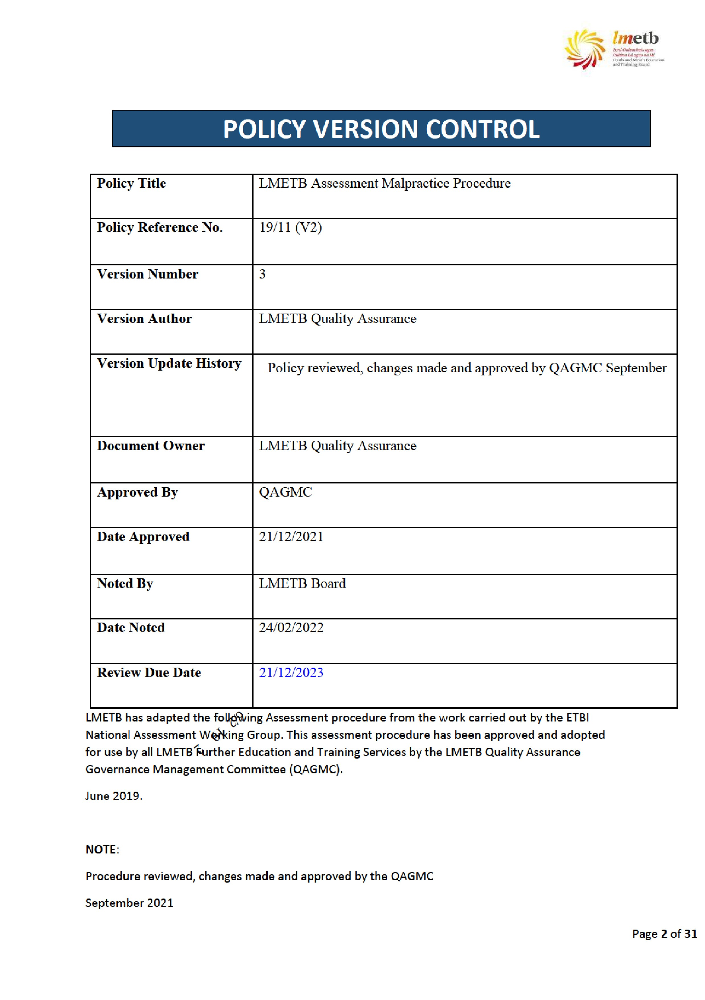 lmetb
Bord Oideachais agus
Oiliúna Lú agus na Mí
Louth and Meath Education
and Training Board
POLICY VERSION CONTROL
Policy Title LMETB Assessment Malpractice Procedure
Policy Reference No. 19/11 (V2)
Version Number 3
Version Author LMETB Quality Assurance
Version Update History Policy reviewed, changes made and approved by QAGMC September
Document Owner LMETB Quality Assurance
Approved By QAGMC
Date Approved 21/12/2021
Noted By LMETB Board
Date Noted 24/02/2022
Review Due Date 21/12/2023
LMETB has adapted the following Assessment procedure from the work carried out by the ETBI
National Assessment Working Group. This assessment procedure has been approved and adopted
for use by all LMETB Further Education and Training Services by the LMETB Quality Assurance
Governance Management Committee (QAGMC).
June 2019.
NOTE:
Procedure reviewed, changes made and approved by the QAGMC
September 2021
Page 2 of 31